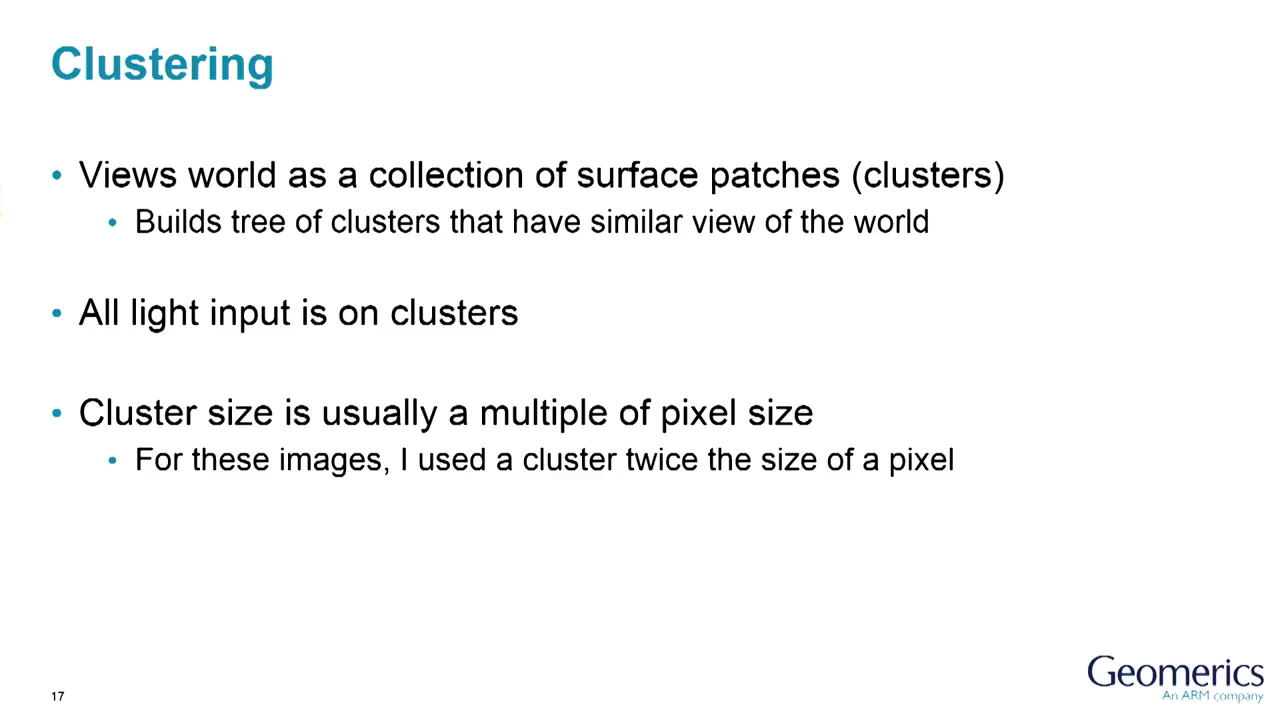 Clustering
• Views world as a collection of surface patches (clusters)
• Builds tree of clusters that have similar view of the world
• All light input is on clusters
• Cluster size is usually a multiple of pixel size
• For these images, I used a cluster twice the size of a pixel
17
Geomerics
An ARM company